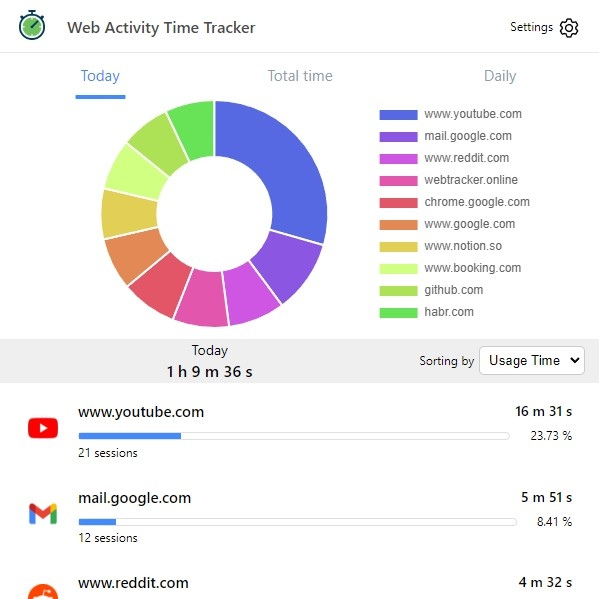 Web Activity Time Tracker
Settings
Today
Total time
Daily
www.youtube.com
mail.google.com
www.reddit.com
webtracker.online
chrome.google.com
www.google.com
www.notion.so
www.booking.com
github.com
habr.com
Today
1 h 9 m 36 s
Sorting by
Usage Time
www.youtube.com
16 m 31 s
23.73 %
21 sessions
mail.google.com
5 m 51 s
8.41 %
12 sessions
www.reddit.com
4 m 32 s